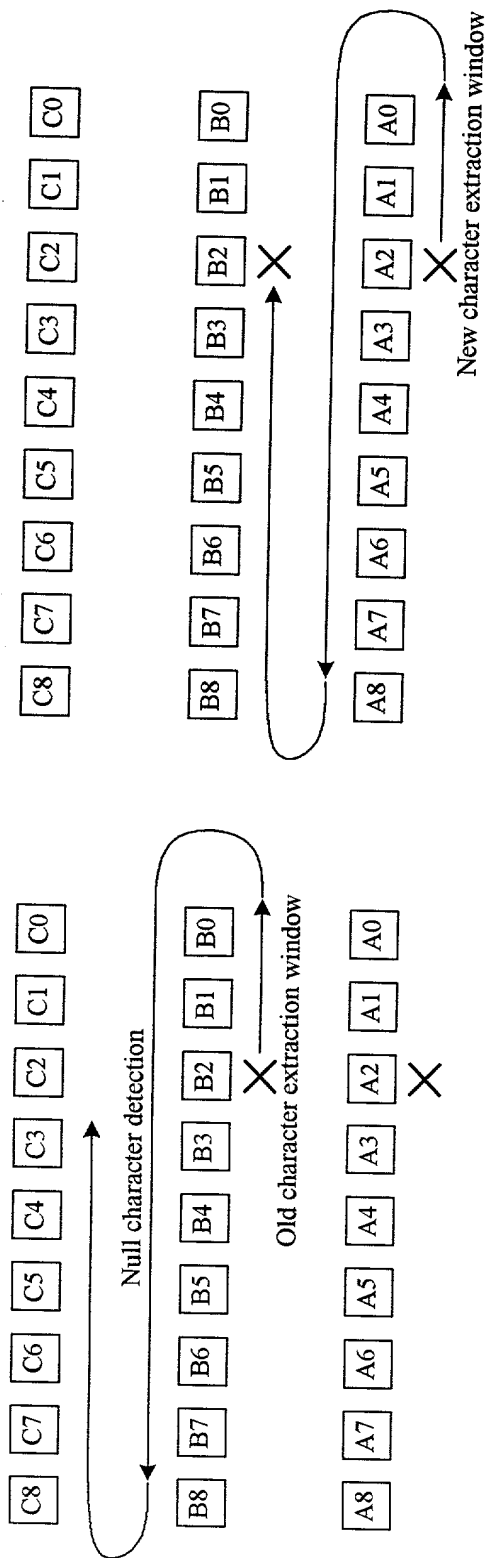 C8 C7 C6 C5 C4 C3 C2 C1 C0
Null character detection
B8 B7 B6 B5 B4 B3 B2 B1 B0
Old character extraction window
A8 A7 A6 A5 A4 A3 A2 A1 A0
C8 C7 C6 C5 C4 C3 C2 C1 C0
B8 B7 B6 B5 B4 B3 B2 B1 B0
A8 A7 A6 A5 A4 A3 A2 A1 A0
New character extraction window